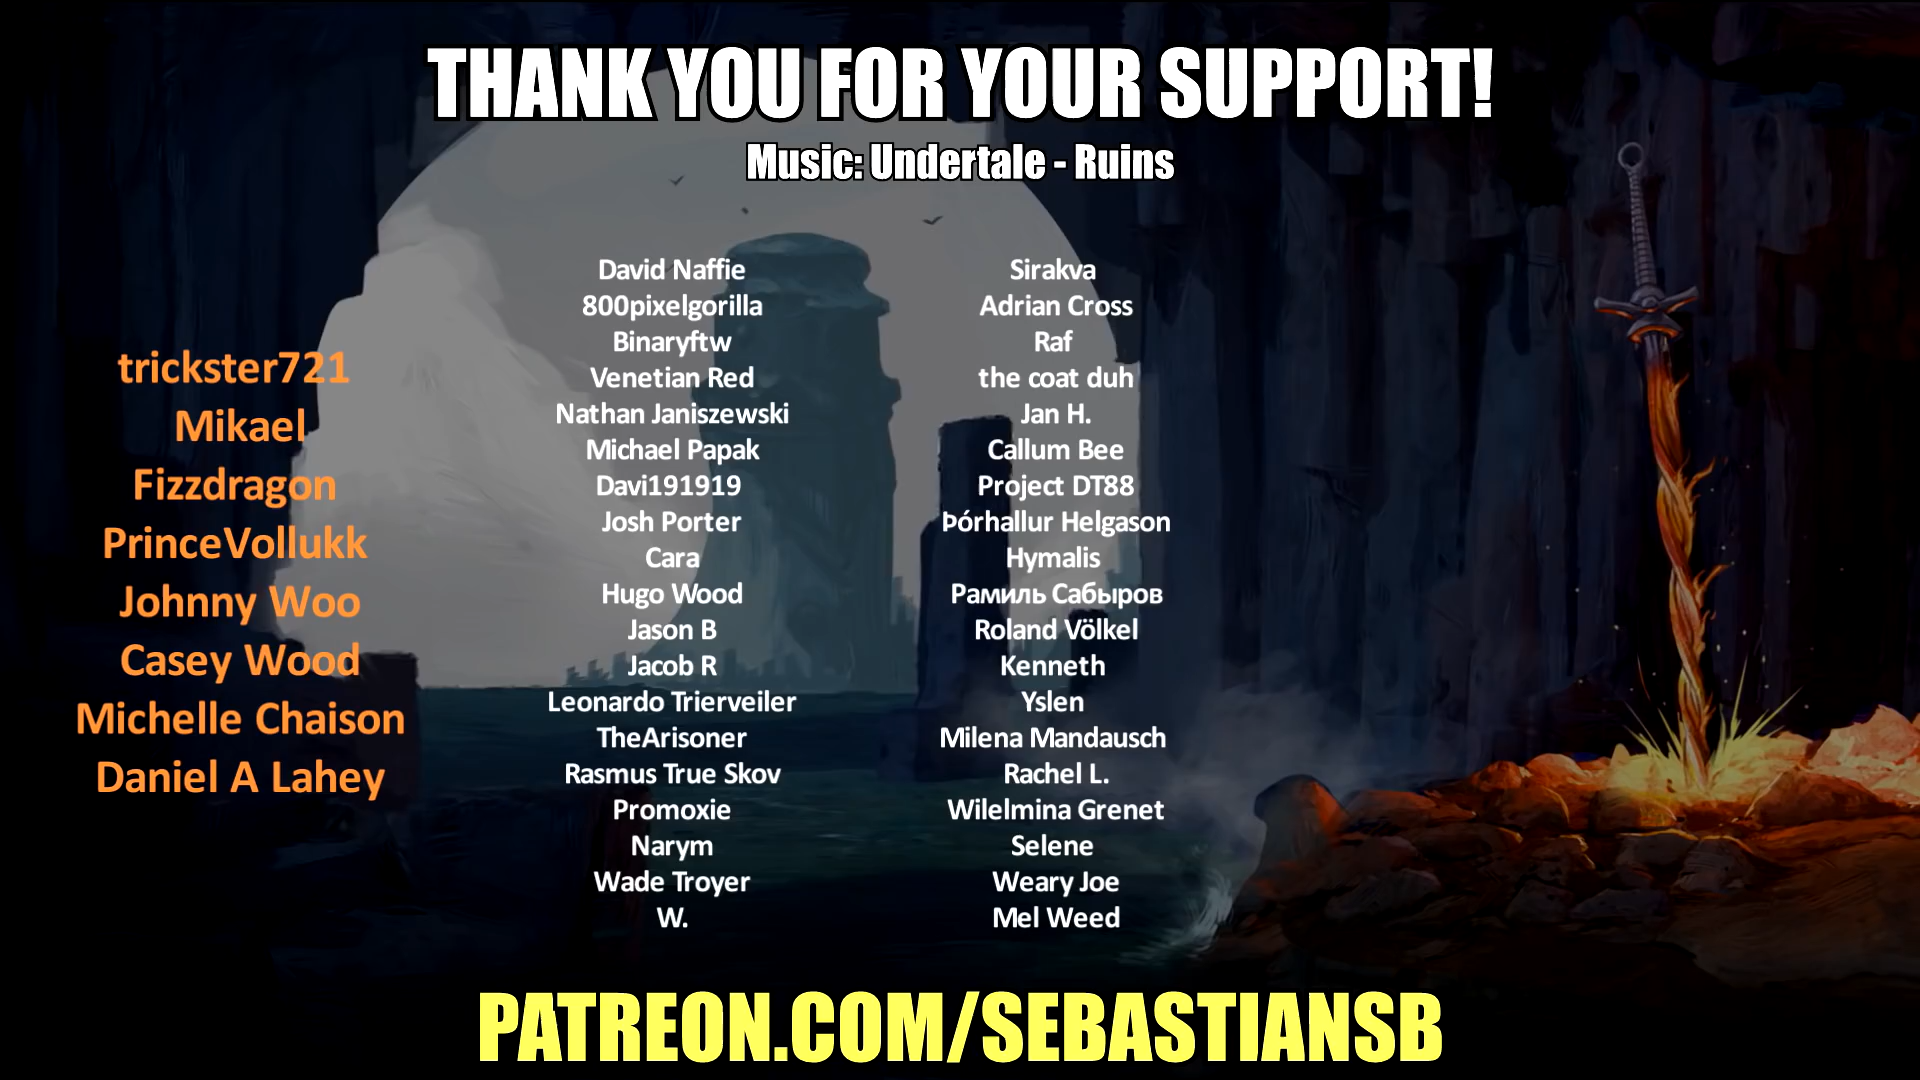 THANK YOU FOR YOUR SUPPORT!
Music: Undertale - Ruins
trickster721
Mikael
Fizzdragon
PrinceVollukk
Johnny Woo
Casey Wood
Michelle Chaison
Daniel A Lahey
David Naffie
800pixelgorilla
Binaryftw
Venetian Red
Nathan Janiszewski
Michael Papak
Davi191919
Josh Porter
Cara
Hugo Wood
Jason B
Jacob R
Leonardo Trierveiler
TheArisoner
Rasmus True Skov
Promoxie
Narym
Wade Troyer
W.
Sirakva
Adrian Cross
Raf
the coat duh
Jan H.
Callum Bee
Project DT88
Þórhallur Helgason
Hymalis
Рамиль Сабыров
Roland Völkel
Kenneth
Yslen
Milena Mandausch
Rachel L.
Wilelmina Grenet
Selene
Weary Joe
Mel Weed
PATREON.COM/SEBASTIANSB